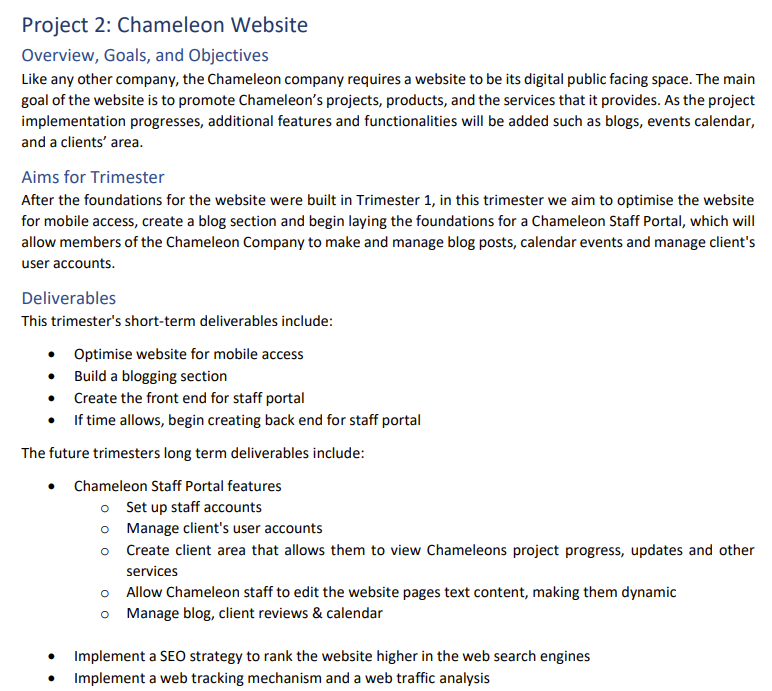 Project 2: Chameleon Website
Overview, Goals, and Objectives
Like any other company, the Chameleon company requires a website to be its digital public facing space. The main
goal of the website is to promote Chameleon’s projects, products, and the services that it provides. As the project
implementation progresses, additional features and functionalities will be added such as blogs, events calendar,
and a clients’ area.
Aims for Trimester
After the foundations for the website were built in Trimester 1, in this trimester we aim to optimise the website
for mobile access, create a blog section and begin laying the foundations for a Chameleon Staff Portal, which will
allow members of the Chameleon Company to make and manage blog posts, calendar events and manage client's
user accounts.
Deliverables
This trimester's short-term deliverables include:
• Optimise website for mobile access
• Build a blogging section
• Create the front end for staff portal
• If time allows, begin creating back end for staff portal
The future trimesters long term deliverables include:
• Chameleon Staff Portal features
o Set up staff accounts
o Manage client's user accounts
o Create client area that allows them to view Chameleons project progress, updates and other
services
o Allow Chameleon staff to edit the website pages text content, making them dynamic
o Manage blog, client reviews & calendar
• Implement a SEO strategy to rank the website higher in the web search engines
• Implement a web tracking mechanism and a web traffic analysis